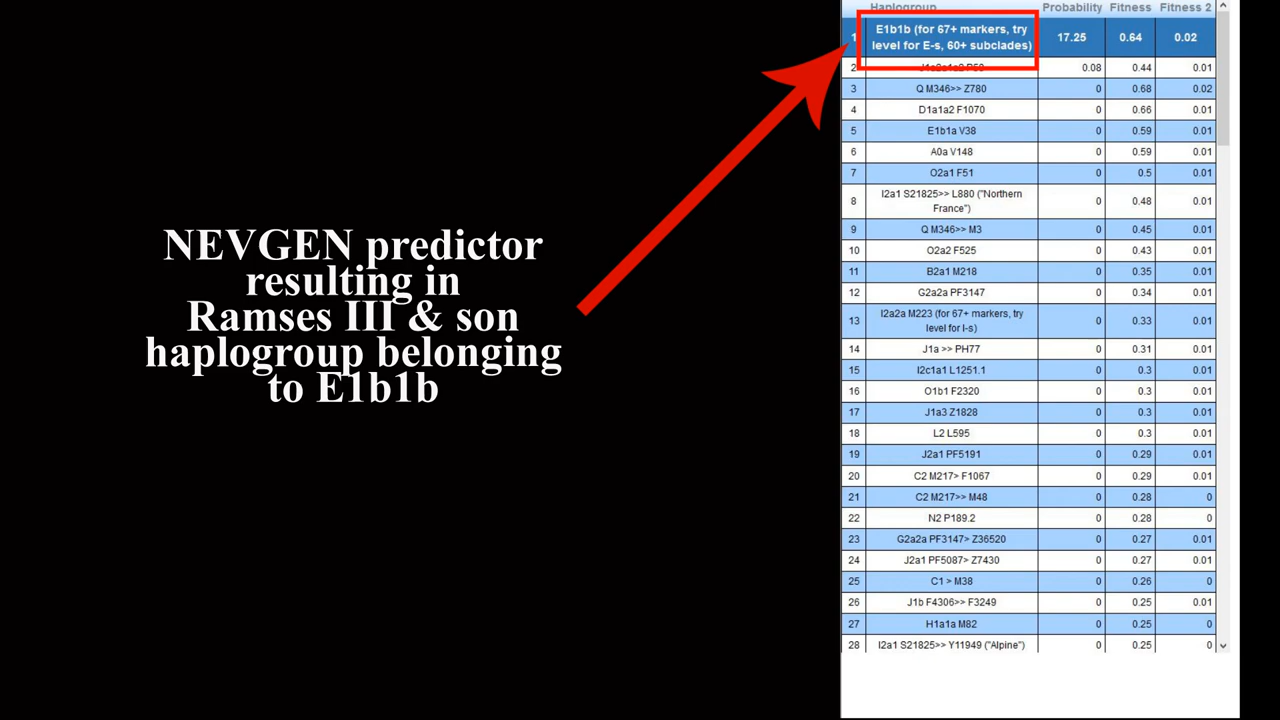 Haplogroup Probability Fitness Fitness 2
1 E1b1b (for 67+ markers, try level for E-s, 60+ subclades) 17.25 0.64 0.02
2 J1a2a1a2 P58 0.08 0.44 0.01
3 Q M346>> Z780 0 0.68 0.02
4 D1a1a2 F1070 0 0.66 0.01
5 E1b1a V38 0 0.59 0.01
6 A0a V148 0 0.59 0.01
7 O2a1 F51 0 0.5 0.01
8 I2a1 S21825>> L880 ("Northern France") 0 0.48 0.01
9 Q M346>> M3 0 0.45 0.01
10 O2a2 F525 0 0.43 0.01
11 B2a1 M218 0 0.35 0.01
12 G2a2a PF3147 0 0.34 0.01
13 I2a2a M223 (for 67+ markers, try level for I-s) 0 0.33 0.01
14 J1a >> PH77 0 0.31 0.01
15 I2c1a1 L1251.1 0 0.3 0.01
16 O1b1 F2320 0 0.3 0.01
17 J1a3 Z1828 0 0.3 0.01
18 L2 L595 0 0.3 0.01
19 J2a1 PF5191 0 0.29 0.01
20 C2 M217> F1067 0 0.29 0.01
21 C2 M217>> M48 0 0.28 0
22 N2 P189.2 0 0.28 0
23 G2a2a PF3147> Z36520 0 0.27 0.01
24 J2a1 PF5087> Z7430 0 0.27 0.01
25 C1 > M38 0 0.26 0
26 J1b F4306>> F3249 0 0.25 0.01
27 H1a1a M82 0 0.25 0
28 I2a1 S21825>> Y11949 ("Alpine") 0 0.25 0
NEVGEN predictor
resulting in
Ramses III & son
haplogroup belonging
to E1b1b